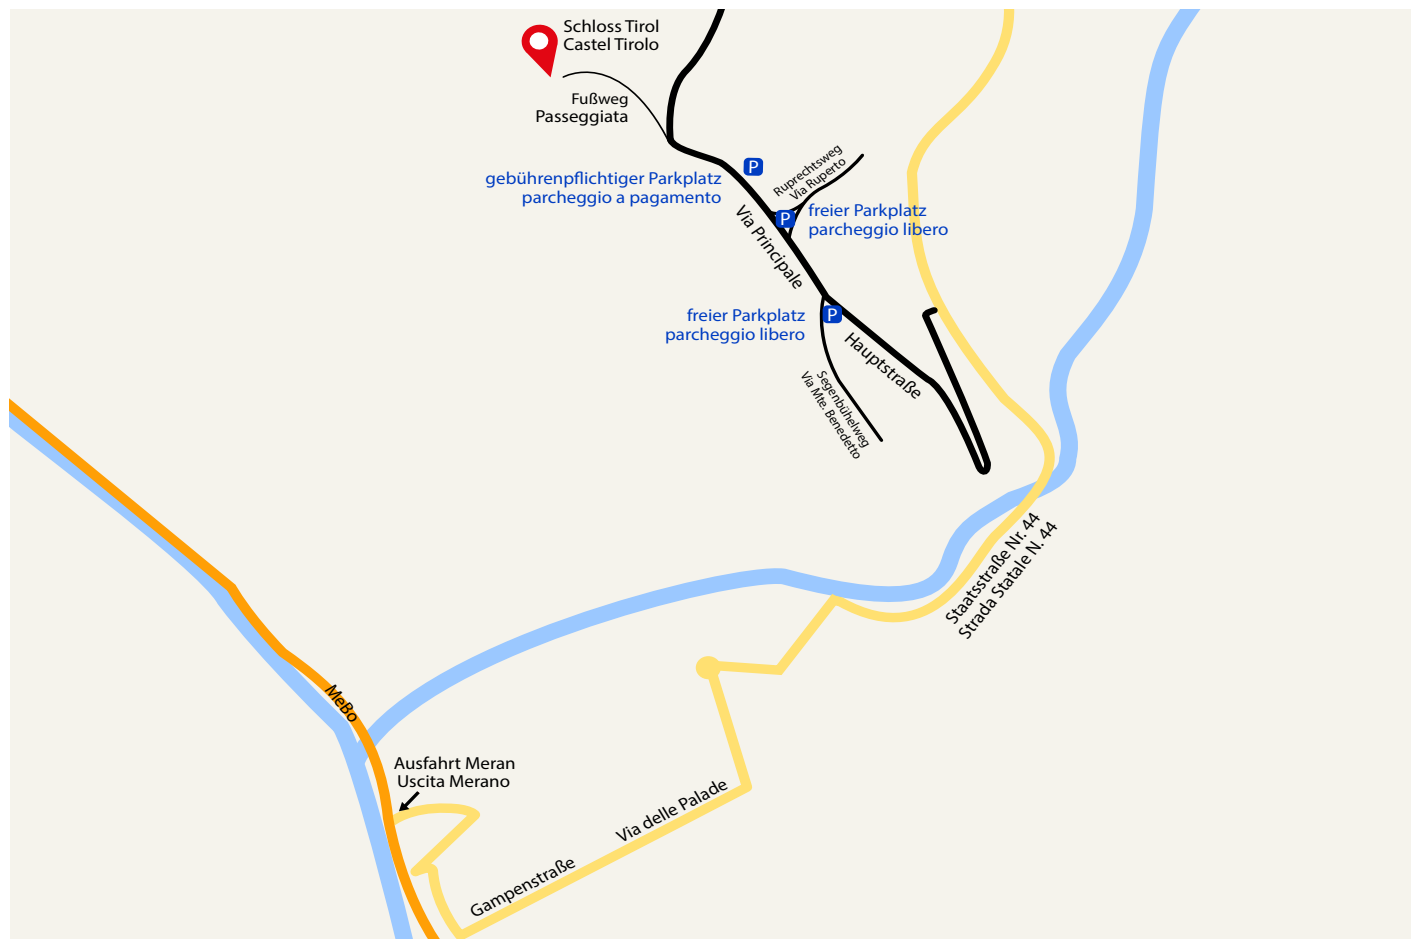 Schloss Tirol
Castel Tirolo
Fußweg
Passeggiata
P
gebührenpflichtiger Parkplatz
parcheggio a pagamento
Ruprechtsweg
Via Ruperto
P
freier Parkplatz
parcheggio libero
Via Principale
freier Parkplatz
parcheggio libero
P
Hauptstraße
Segenbühelweg
Via Mte. Benedetto
Staatsstraße Nr. 44
Strada Statale N. 44
MeBo
Ausfahrt Meran
Uscita Merano
Via delle Palade
Gampenstraße